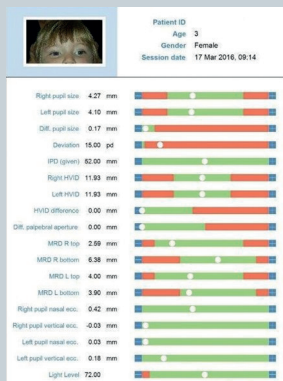 Patient ID
Age 3
Gender Female
Session date 17 Mar 2016, 09:14
Right pupil size 4.27 mm
Left pupil size 4.10 mm
Diff. pupil size 0.17 mm
Deviation 15.00 pd
IPD (given) 52.00 mm
Right HVID 11.93 mm
Left HVID 11.93 mm
HVID difference 0.00 mm
Diff. palpebral aperture 0.00 mm
MRD R top 2.59 mm
MRD R bottom 6.38 mm
MRD L top 4.00 mm
MRD L bottom 3.90 mm
Right pupil nasal ecc. 0.42 mm
Right pupil vertical ecc. -0.03 mm
Left pupil nasal ecc. 0.03 mm
Left pupil vertical ecc. 0.18 mm
Light Level 72.00